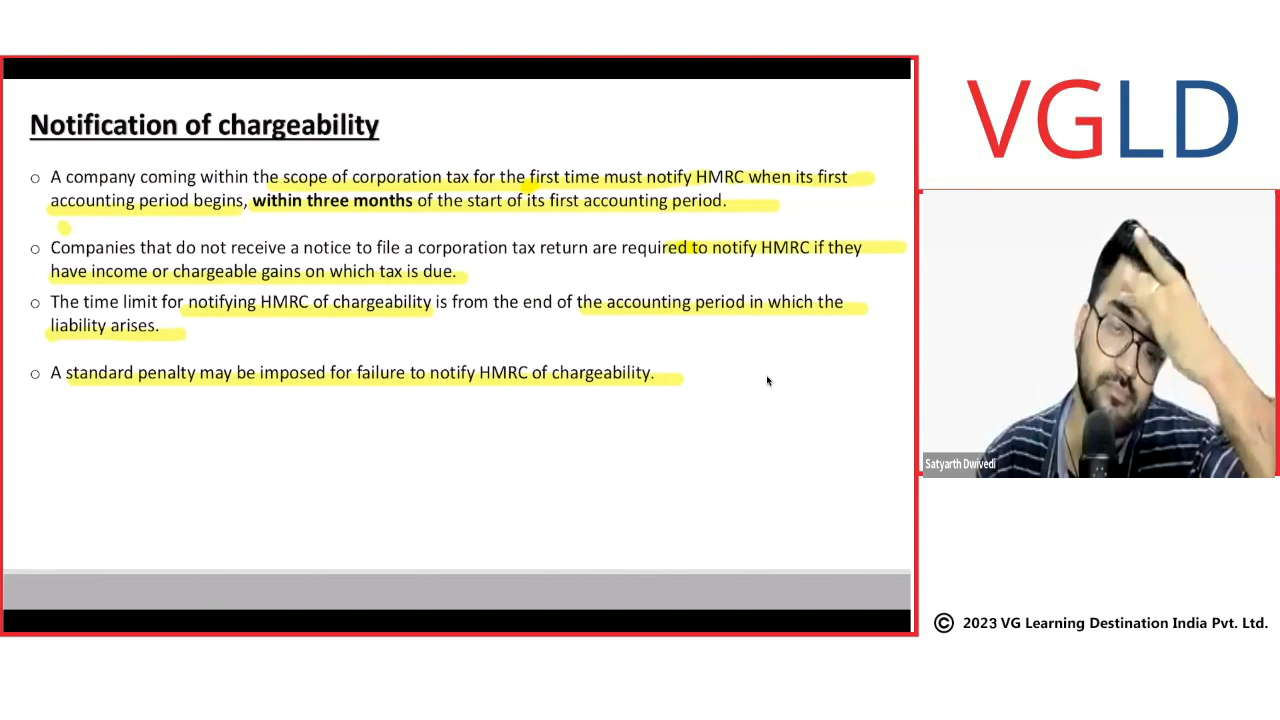 Notification of chargeability
○ A company coming within the scope of corporation tax for the first time must notify HMRC when its first
accounting period begins, within three months of the start of its first accounting period.
○ Companies that do not receive a notice to file a corporation tax return are required to notify HMRC if they
have income or chargeable gains on which tax is due.
○ The time limit for notifying HMRC of chargeability is from the end of the accounting period in which the
liability arises.
○ A standard penalty may be imposed for failure to notify HMRC of chargeability.
VGLD
Satyarth Dwivedi
© 2023 VG Learning Destination India Pvt. Ltd.